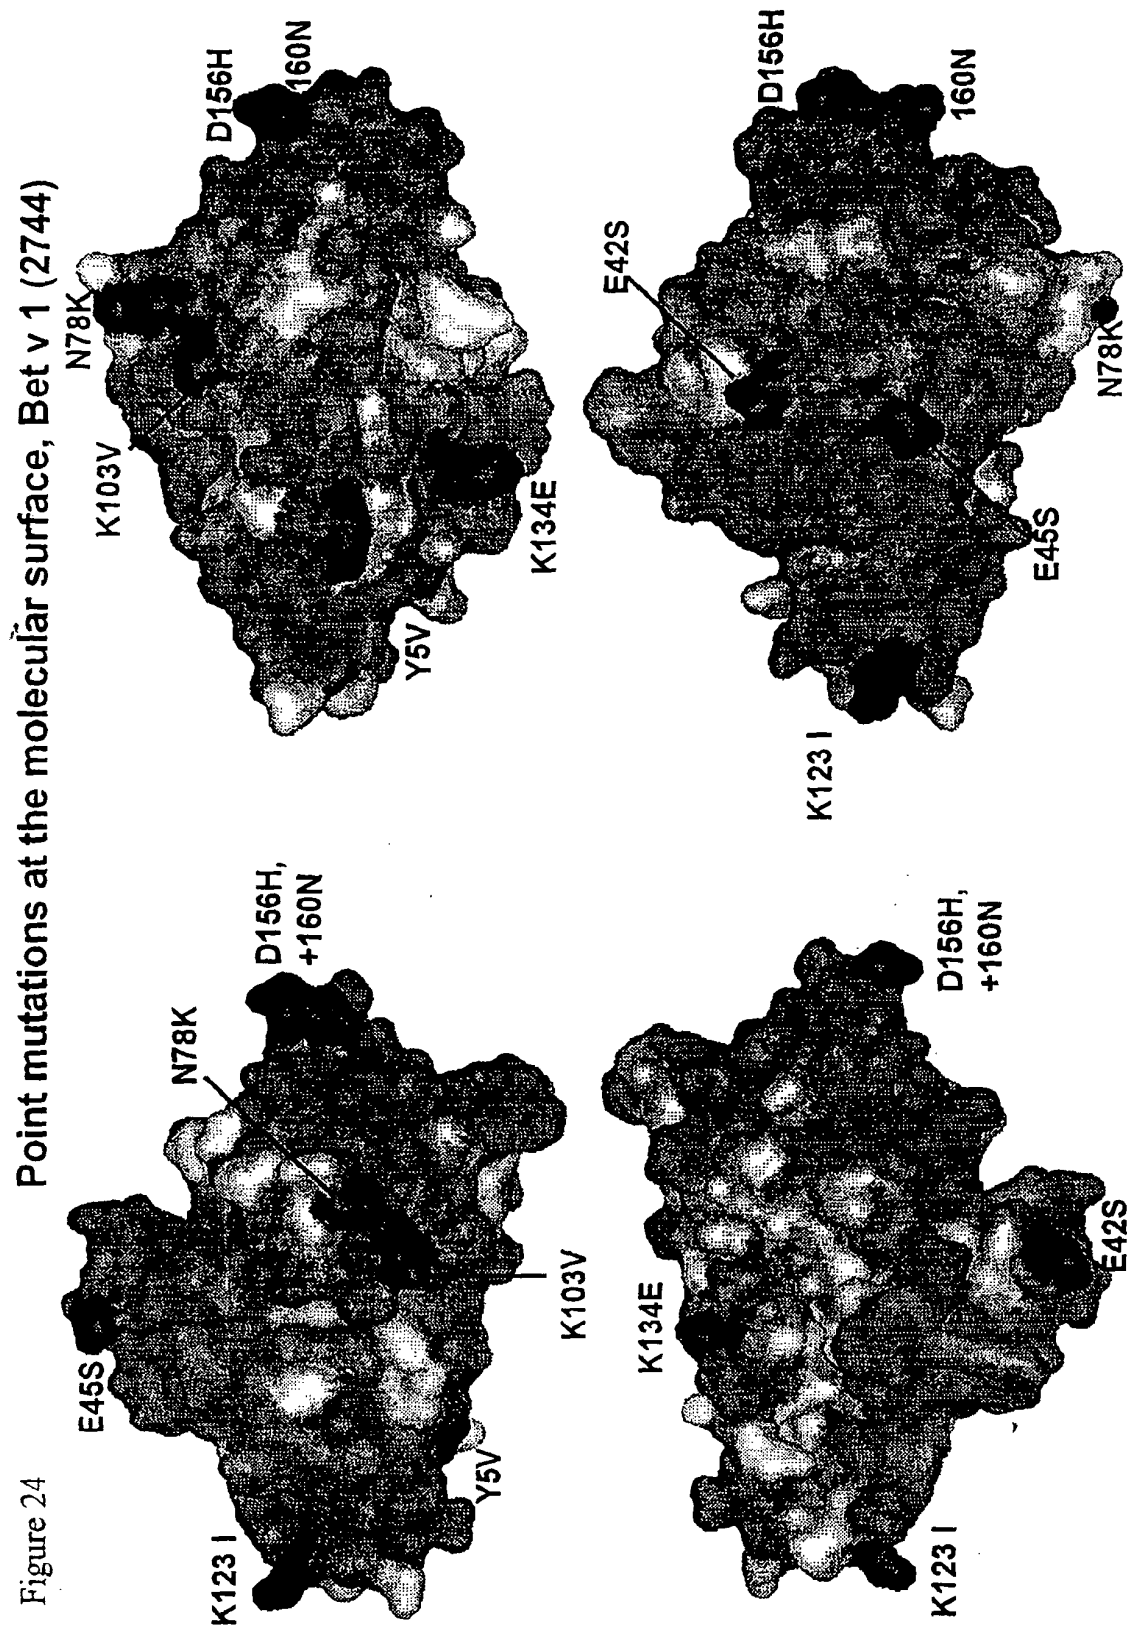 Figure 24
Point mutations at the molecular surface, Bet v 1 (2744)
K123 I
E45S
N78K
D156H,
+160N
Y5V
K103V
K103V
N78K
D156H
160N
Y5V
K134E
K123 I
K134E
E42S
D156H,
+160N
K123 I
E42S
D156H
160N
E45S
N78K